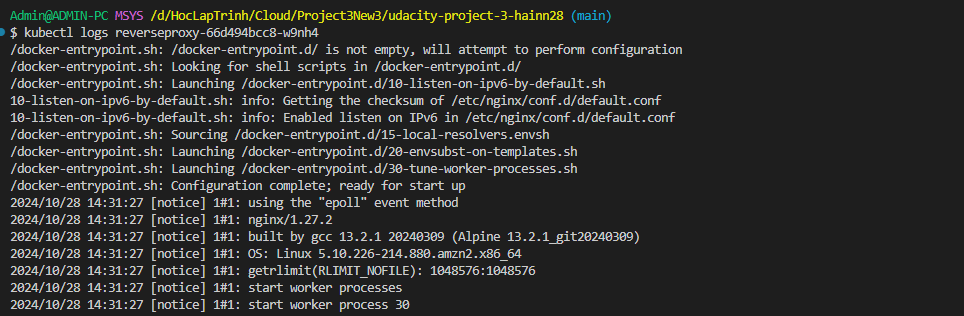 Admin@ADMIN-PC MSYS /d/HocLapTrinh/Cloud/Project3New3/udacity-project-3-hainn28 (main)
$ kubectl logs reverseproxy-66d494bcc8-w9nh4
/docker-entrypoint.sh: /docker-entrypoint.d/ is not empty, will attempt to perform configuration
/docker-entrypoint.sh: Looking for shell scripts in /docker-entrypoint.d/
/docker-entrypoint.sh: Launching /docker-entrypoint.d/10-listen-on-ipv6-by-default.sh
10-listen-on-ipv6-by-default.sh: info: Getting the checksum of /etc/nginx/conf.d/default.conf
10-listen-on-ipv6-by-default.sh: info: Enabled listen on IPv6 in /etc/nginx/conf.d/default.conf
/docker-entrypoint.sh: Sourcing /docker-entrypoint.d/15-local-resolvers.envsh
/docker-entrypoint.sh: Launching /docker-entrypoint.d/20-envsubst-on-templates.sh
/docker-entrypoint.sh: Launching /docker-entrypoint.d/30-tune-worker-processes.sh
/docker-entrypoint.sh: Configuration complete; ready for start up
2024/10/28 14:31:27 [notice] 1#1: using the "epoll" event method
2024/10/28 14:31:27 [notice] 1#1: nginx/1.27.2
2024/10/28 14:31:27 [notice] 1#1: built by gcc 13.2.1 20240309 (Alpine 13.2.1_git20240309)
2024/10/28 14:31:27 [notice] 1#1: OS: Linux 5.10.226-214.880.amzn2.x86_64
2024/10/28 14:31:27 [notice] 1#1: getrlimit(RLIMIT_NOFILE): 1048576:1048576
2024/10/28 14:31:27 [notice] 1#1: start worker processes
2024/10/28 14:31:27 [notice] 1#1: start worker process 30